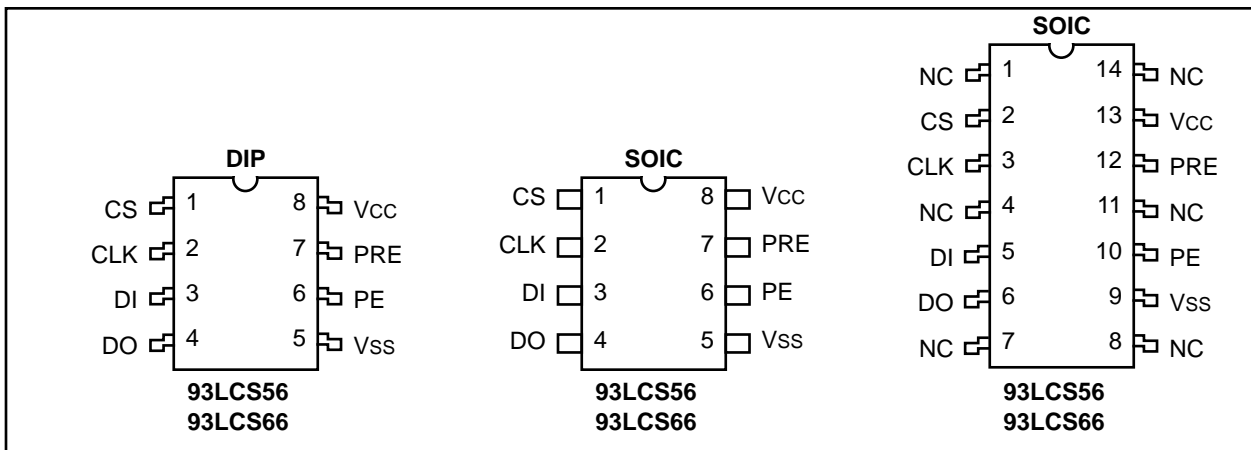 DIP
CS 1 8 VCC
CLK 2 7 PRE
DI 3 6 PE
DO 4 5 VSS
93LCS56
93LCS66
SOIC
CS 1 8 VCC
CLK 2 7 PRE
DI 3 6 PE
DO 4 5 VSS
93LCS56
93LCS66
SOIC
NC 1 14 NC
CS 2 13 VCC
CLK 3 12 PRE
NC 4 11 NC
DI 5 10 PE
DO 6 9 VSS
NC 7 8 NC
93LCS56
93LCS66